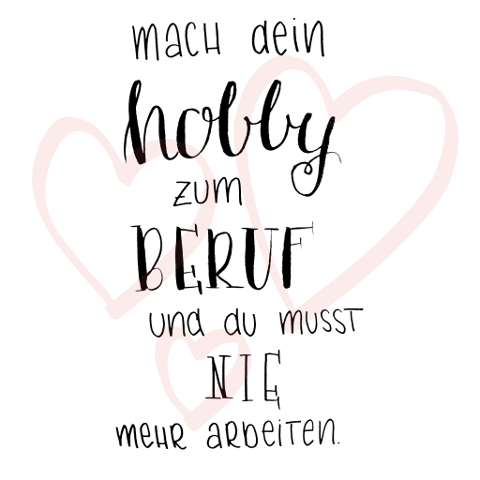 mach dein
hobby
zum
BERUF
und du musst
NIE
mehr arbeiten.